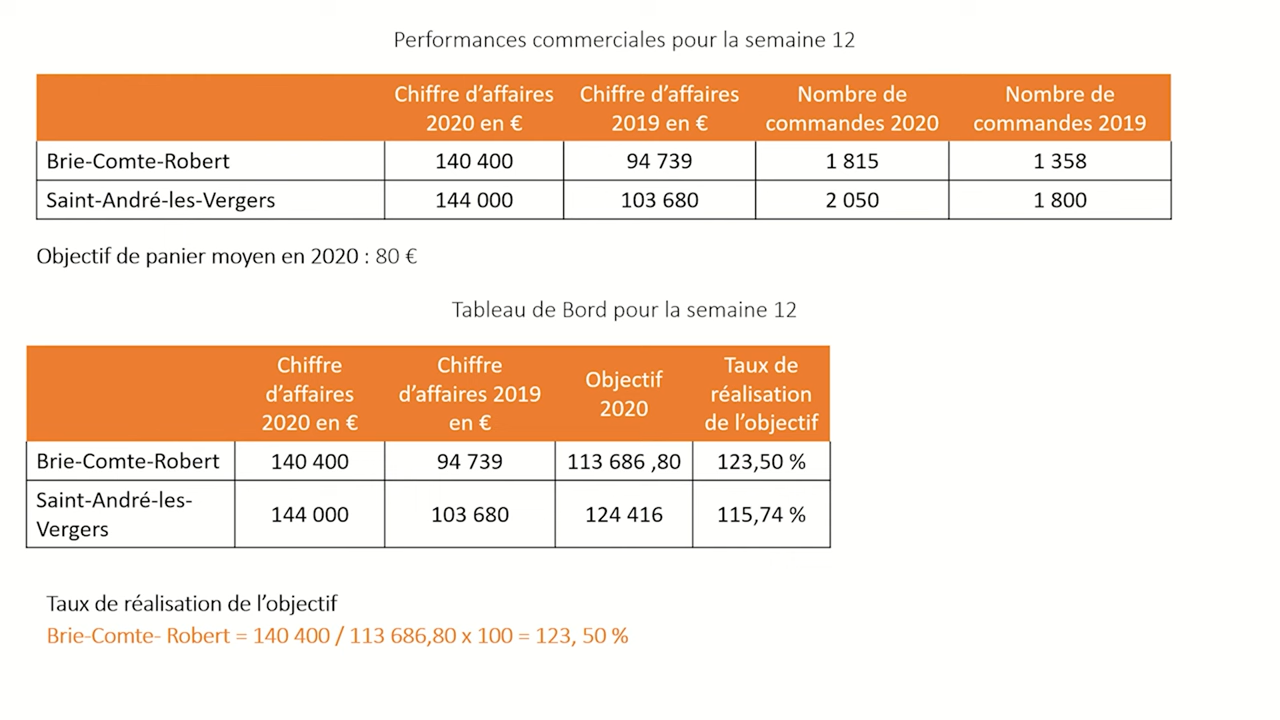 Performances commerciales pour la semaine 12
Chiffre d'affaires 2020 en € Chiffre d'affaires 2019 en € Nombre de commandes 2020 Nombre de commandes 2019
Brie-Comte-Robert 140 400 94 739 1 815 1 358
Saint-André-les-Vergers 144 000 103 680 2 050 1 800
Objectif de panier moyen en 2020 : 80 €
Tableau de Bord pour la semaine 12
Chiffre d'affaires 2020 en € Chiffre d'affaires 2019 en € Objectif 2020 Taux de réalisation de l'objectif
Brie-Comte-Robert 140 400 94 739 113 686 ,80 123,50 %
Saint-André-les-Vergers 144 000 103 680 124 416 115,74 %
Taux de réalisation de l'objectif
Brie-Comte- Robert = 140 400 / 113 686,80 x 100 = 123, 50 %